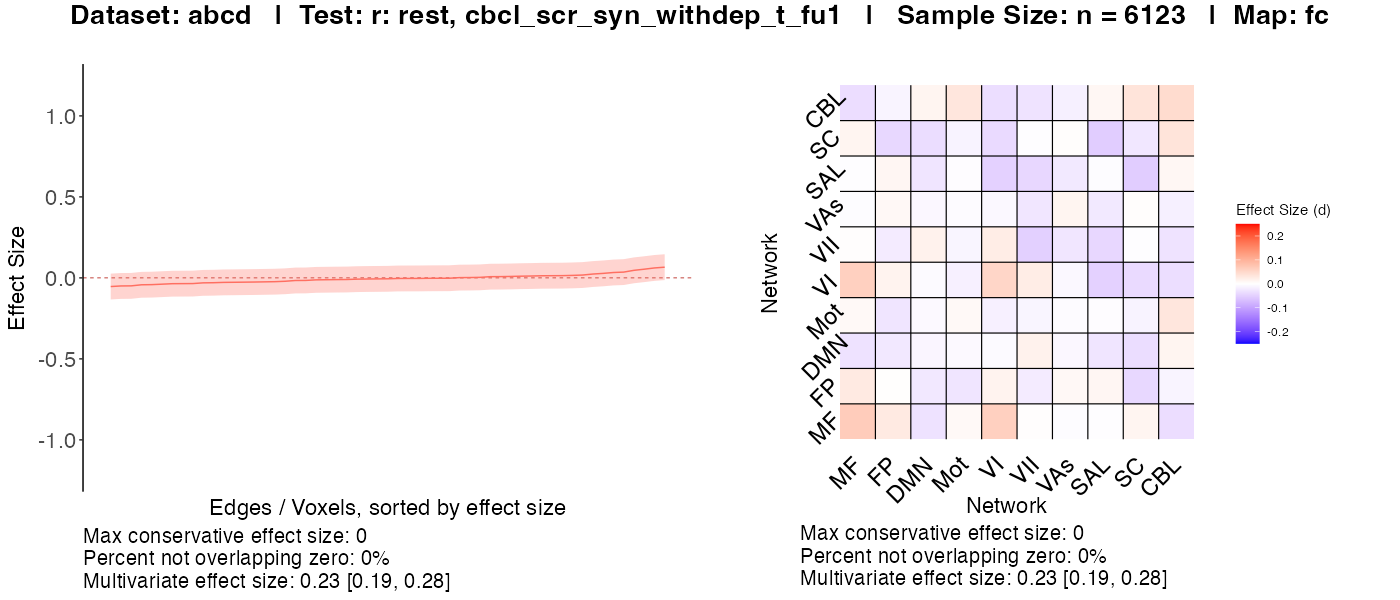 Dataset: abcd | Test: r: rest, cbcl_scr_syn_withdep_t_fu1 | Sample Size: n = 6123 | Map: fc
Effect Size
1.0
0.5
0.0
-0.5
-1.0
Edges / Voxels, sorted by effect size
Max conservative effect size: 0
Percent not overlapping zero: 0%
Multivariate effect size: 0.23 [0.19, 0.28]
Network
CBL
SC
SAL
VAs
VII
VI
Mot
DMN
FP
MF
MF FP DMN Mot VI VII VAs SAL SC CBL
Network
Max conservative effect size: 0
Percent not overlapping zero: 0%
Multivariate effect size: 0.23 [0.19, 0.28]
Effect Size (d)
0.2
0.1
0.0
-0.1
-0.2